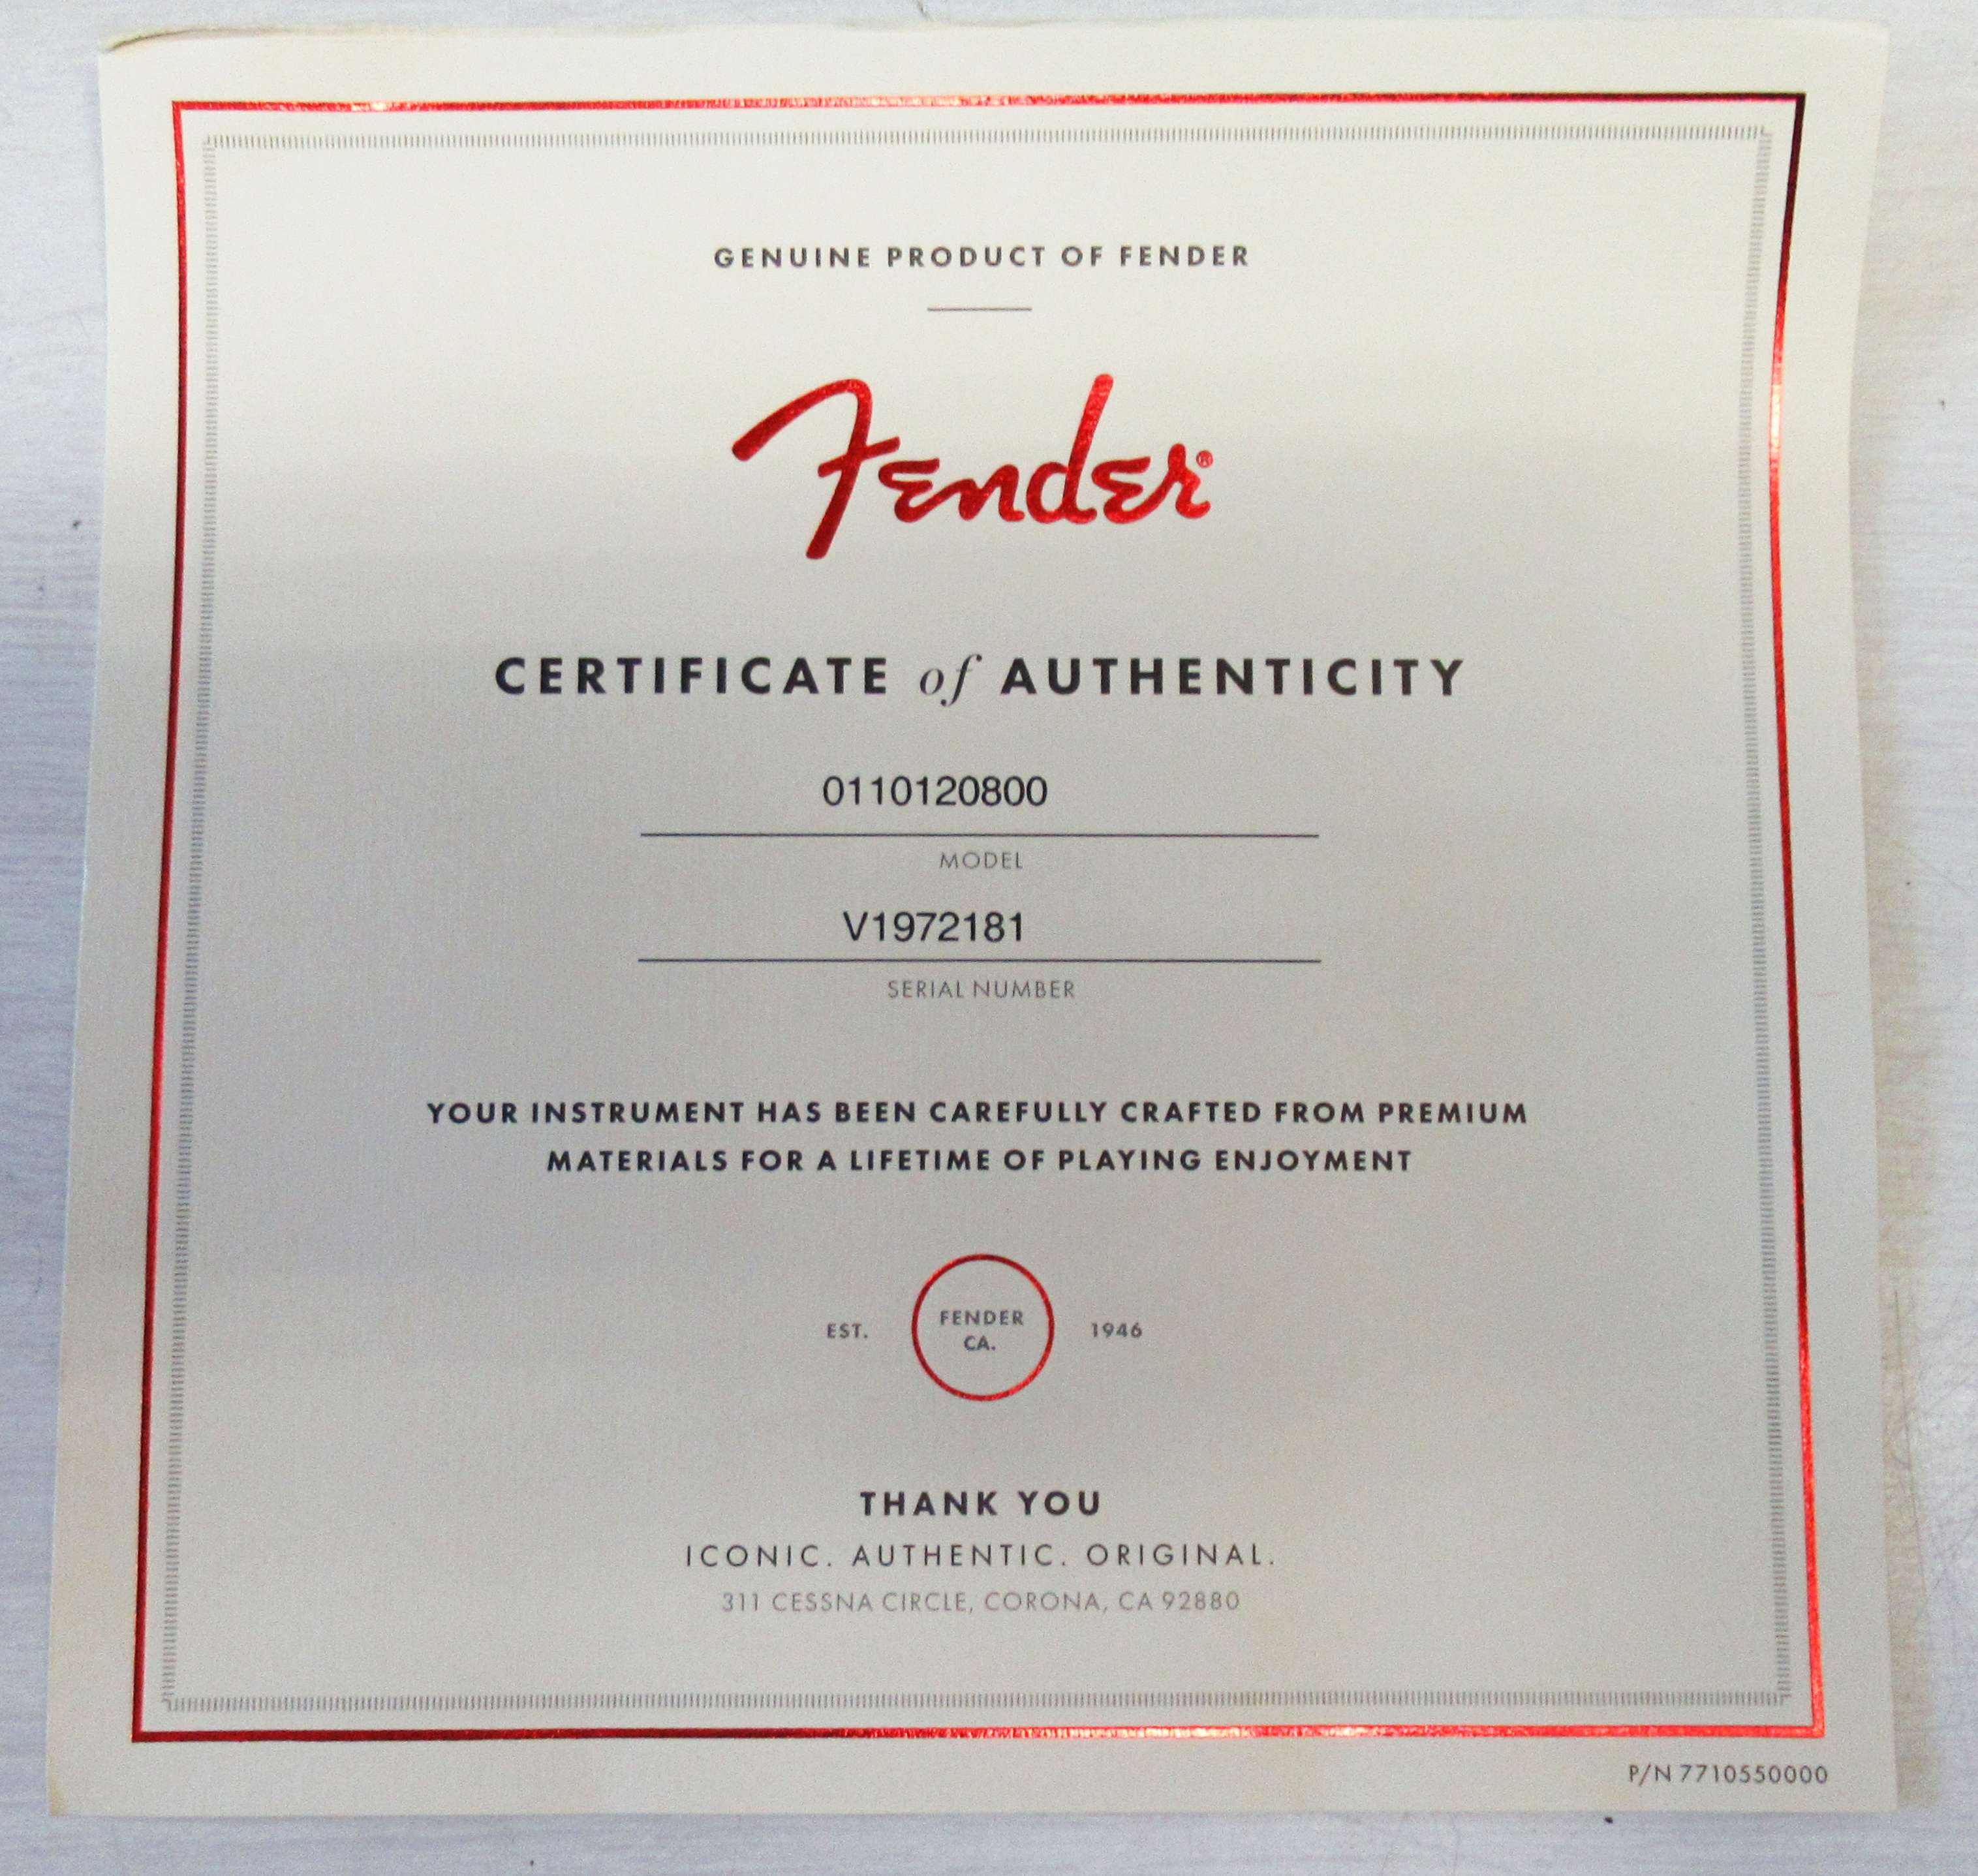 GENUINE PRODUCT OF FENDER
Fender®
CERTIFICATE of AUTHENTICITY
0110120800
MODEL
V1972181
SERIAL NUMBER
YOUR INSTRUMENT HAS BEEN CAREFULLY CRAFTED FROM PREMIUM
MATERIALS FOR A LIFETIME OF PLAYING ENJOYMENT
EST. FENDER CA. 1946
THANK YOU
ICONIC. AUTHENTIC. ORIGINAL.
311 CESSNA CIRCLE, CORONA, CA 92880
P/N 7710550000